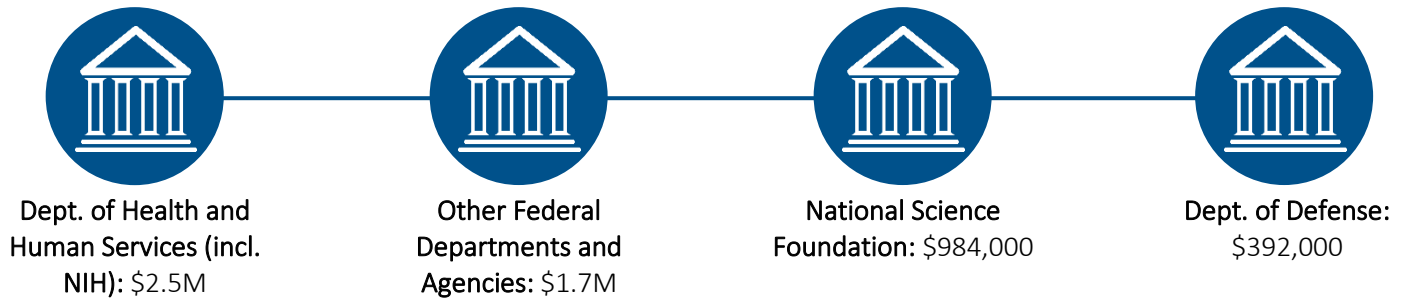 Dept. of Health and
Human Services (incl.
NIH): $2.5M
Other Federal
Departments and
Agencies: $1.7M
National Science
Foundation: $984,000
Dept. of Defense:
$392,000